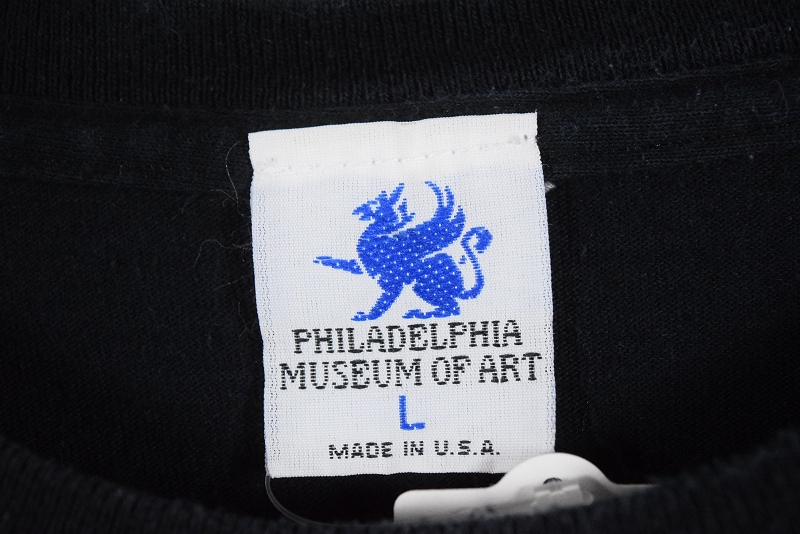 PHILADELPHIA
MUSEUM OF ART
L
MADE IN U.S.A.